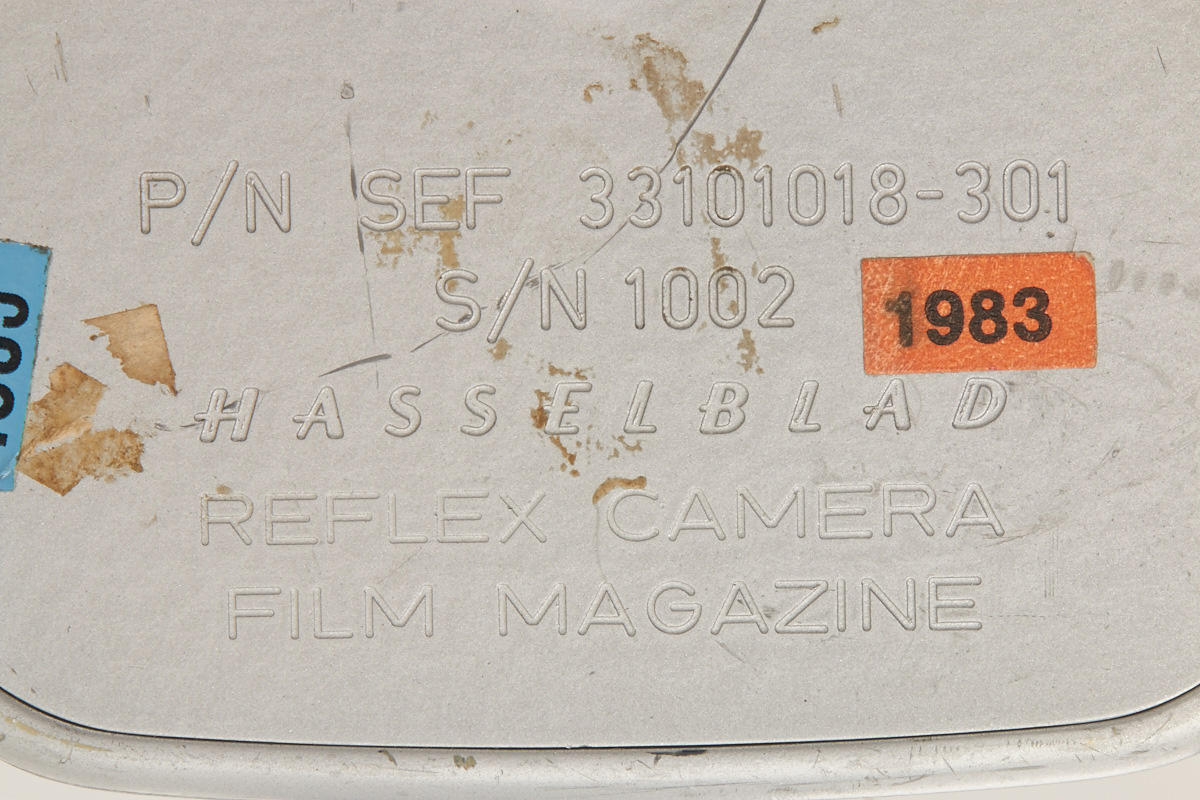 P/N SEF 33101018-301
S/N 1002
1983
HASSELBLAD
REFLEX CAMERA
FILM MAGAZINE